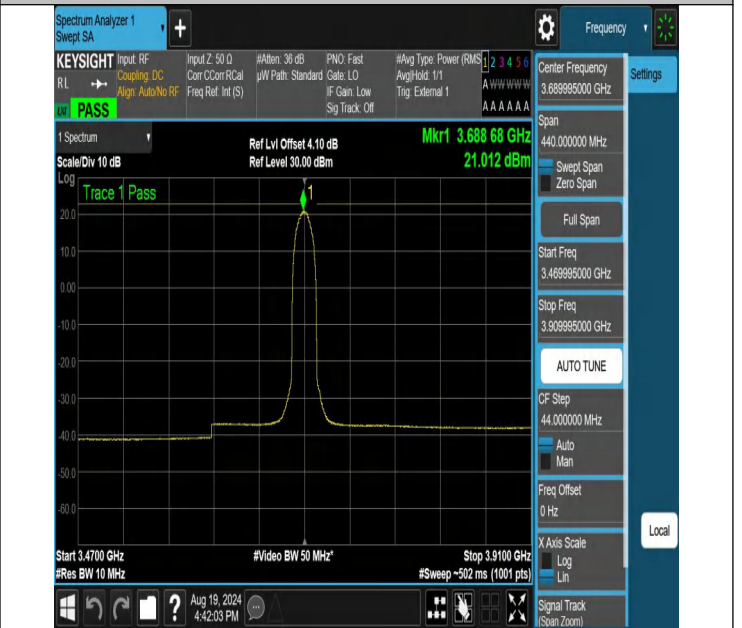 Spectrum Analyzer 1
Swept SA
+
Frequency
KEYSIGHT
RL
PASS
Input: RF
Coupling: DC
Align: Auto/No RF
Input Z: 50 Ω
Corr CCorr RCal
Freq Ref: Int (S)
#Atten: 36 dB
µW Path: Standard
PNO: Fast
Gate: LO
IF Gain: Low
Sig Track: Off
#Avg Type: Power (RMS
Avg|Hold: 1/1
Trig: External 1
1 2 3 4 5 6
A W W W W W
A A A A A A
Center Frequency
3.689995000 GHz
Settings
Span
440.000000 MHz
Swept Span
Zero Span
Full Span
Start Freq
3.469995000 GHz
Stop Freq
3.909995000 GHz
AUTO TUNE
CF Step
44.000000 MHz
Auto
Man
Freq Offset
0 Hz
X Axis Scale
Log
Lin
Signal Track
(Span Zoom)
Local
1 Spectrum
Scale/Div 10 dB
Ref Lvl Offset 4.10 dB
Ref Level 30.00 dBm
Mkr1 3.688 68 GHz
21.012 dBm
Log
Trace 1 Pass
1
20.0
10.0
0.00
-10.0
-20.0
-30.0
-40.0
-50.0
-60.0
Start 3.4700 GHz
#Res BW 10 MHz
#Video BW 50 MHz*
Stop 3.9100 GHz
#Sweep ~502 ms (1001 pts)
?
Aug 19, 2024
4:42:03 PM